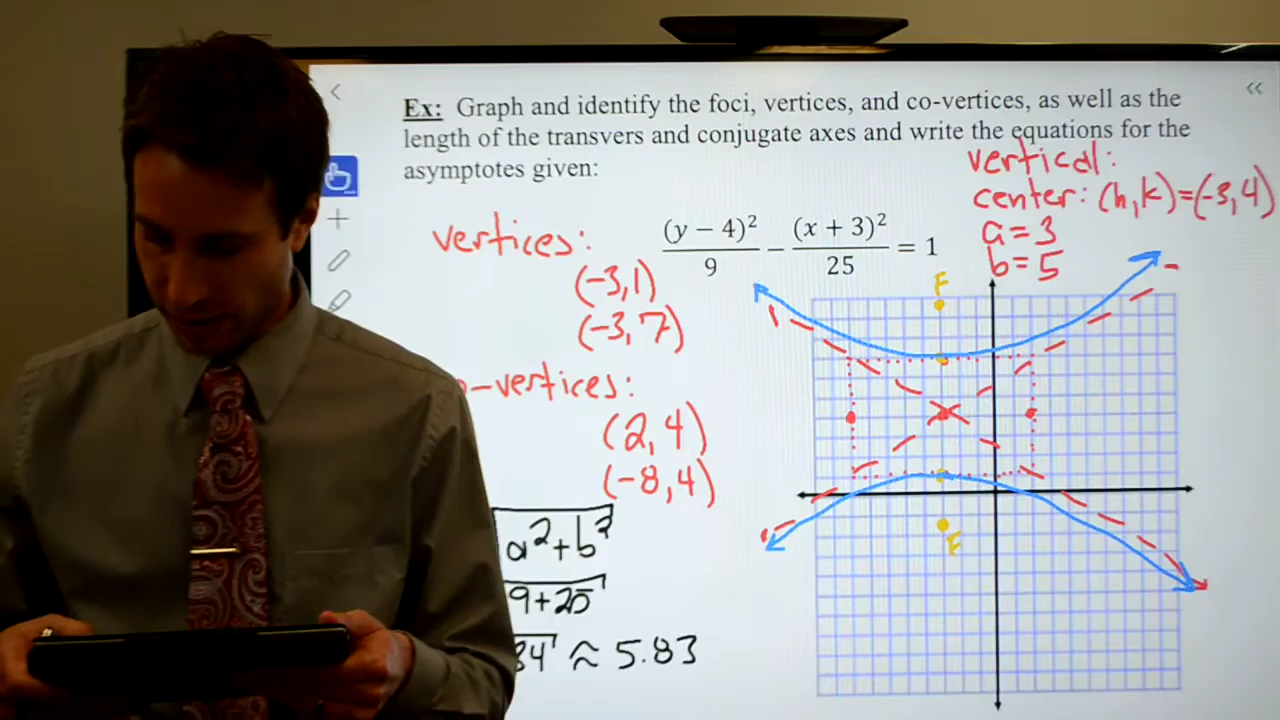 Ex: Graph and identify the foci, vertices, and co-vertices, as well as the
length of the transvers and conjugate axes and write the equations for the
asymptotes given:
vertical:
center: (h,k)=(-3,4)
a=3
b=5
(y − 4)² / 9 − (x + 3)² / 25 = 1
vertices:
(-3,1)
(-3,7)
o-vertices:
(2,4)
(-8,4)
a²+b²
9+25
34 ≈ 5.83
F
F